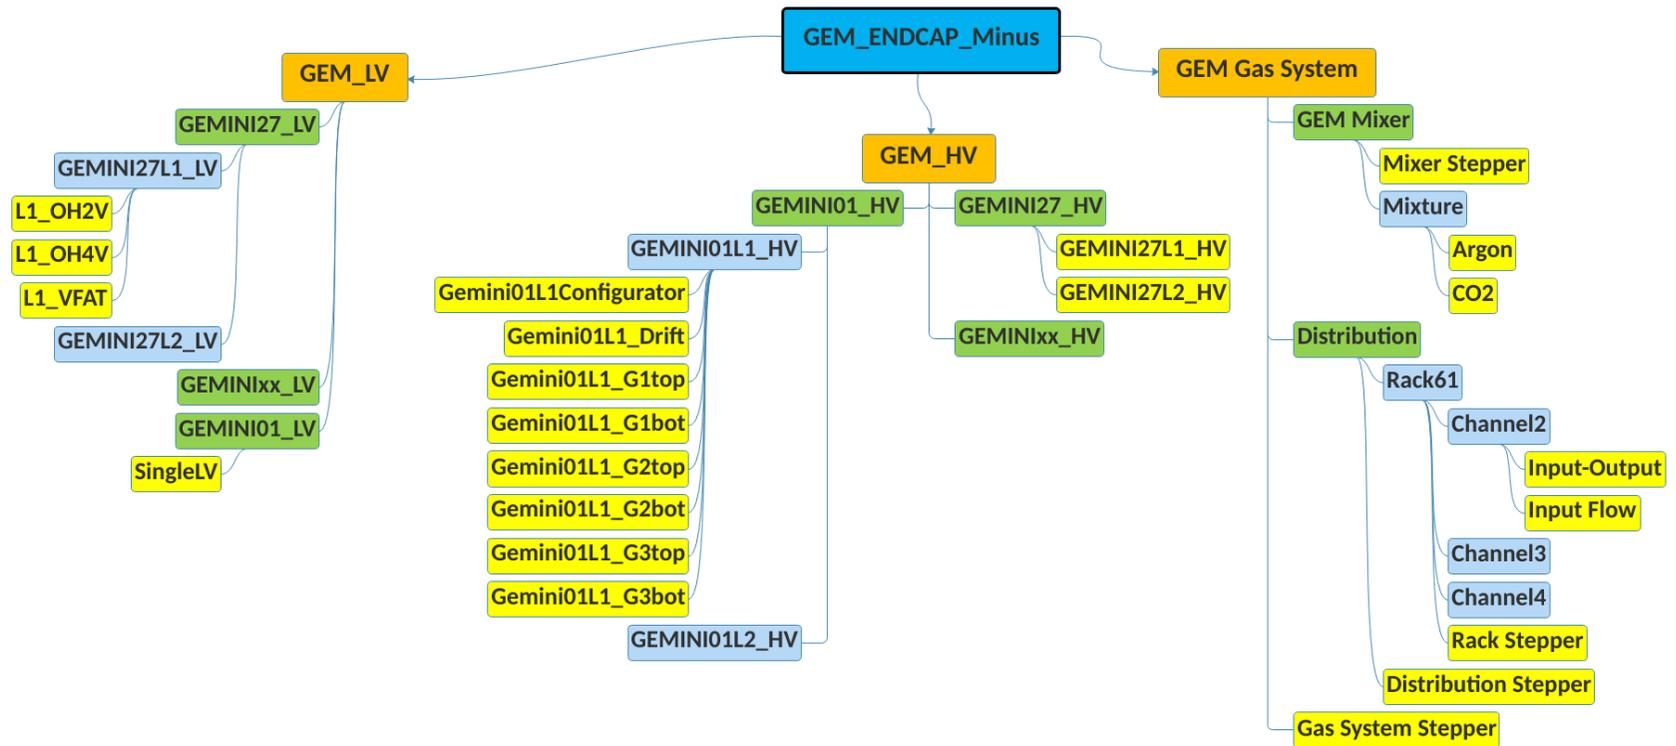 GEM_ENDCAP_Minus
GEM_LV
GEMINI27_LV
GEMINI27L1_LV
L1_OH2V
L1_OH4V
L1_VFAT
GEMINI27L2_LV
GEMINIxx_LV
GEMINI01_LV
SingleLV
GEM_HV
GEMINI01_HV
GEMINI01L1_HV
Gemini01L1Configurator
Gemini01L1_Drift
Gemini01L1_G1top
Gemini01L1_G1bot
Gemini01L1_G2top
Gemini01L1_G2bot
Gemini01L1_G3top
Gemini01L1_G3bot
GEMINI01L2_HV
GEMINI27_HV
GEMINI27L1_HV
GEMINI27L2_HV
GEMINIxx_HV
GEM Gas System
GEM Mixer
Mixer Stepper
Mixture
Argon
CO2
Distribution
Rack61
Channel2
Input-Output
Input Flow
Channel3
Channel4
Rack Stepper
Distribution Stepper
Gas System Stepper